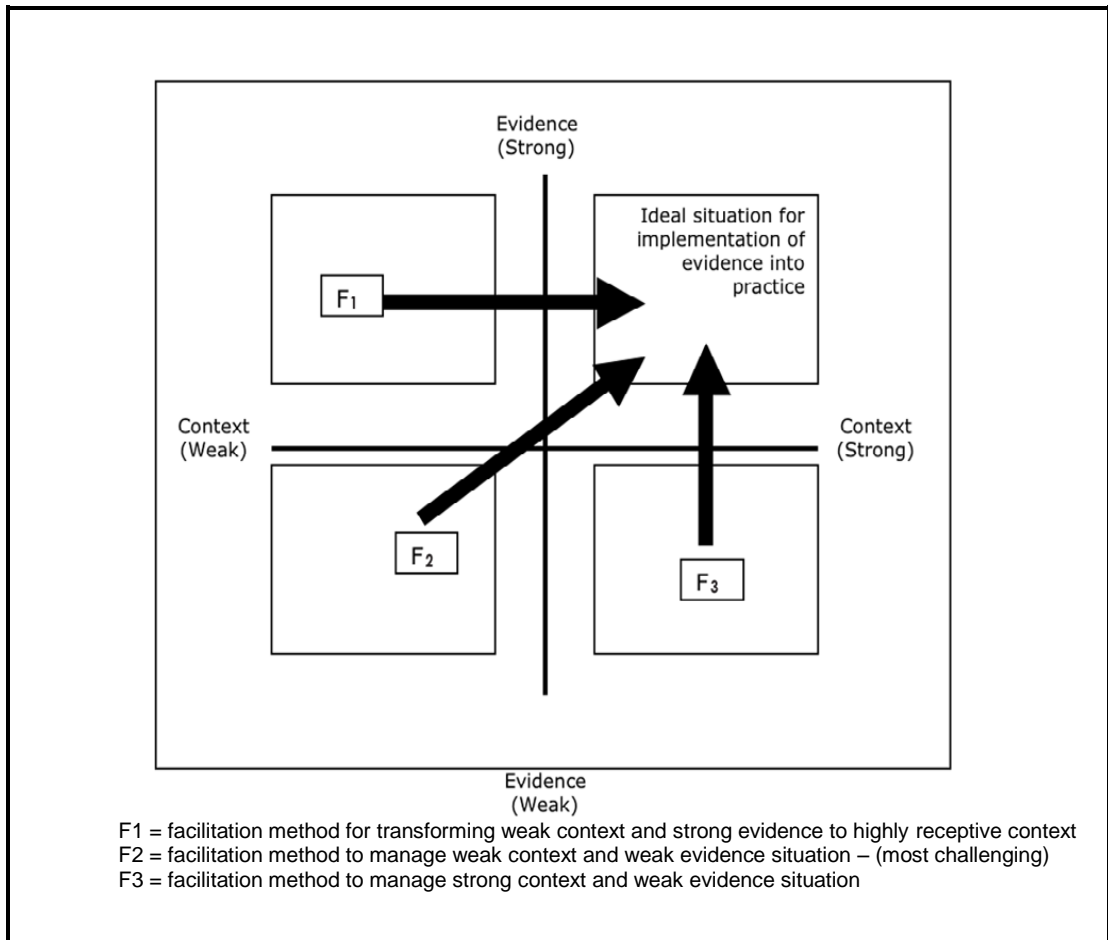 Evidence
(Strong)
Ideal situation for
implementation of
evidence into
practice
F1
Context
(Weak)
Context
(Strong)
F2
F3
Evidence
(Weak)
F1 = facilitation method for transforming weak context and strong evidence to highly receptive context
F2 = facilitation method to manage weak context and weak evidence situation – (most challenging)
F3 = facilitation method to manage strong context and weak evidence situation